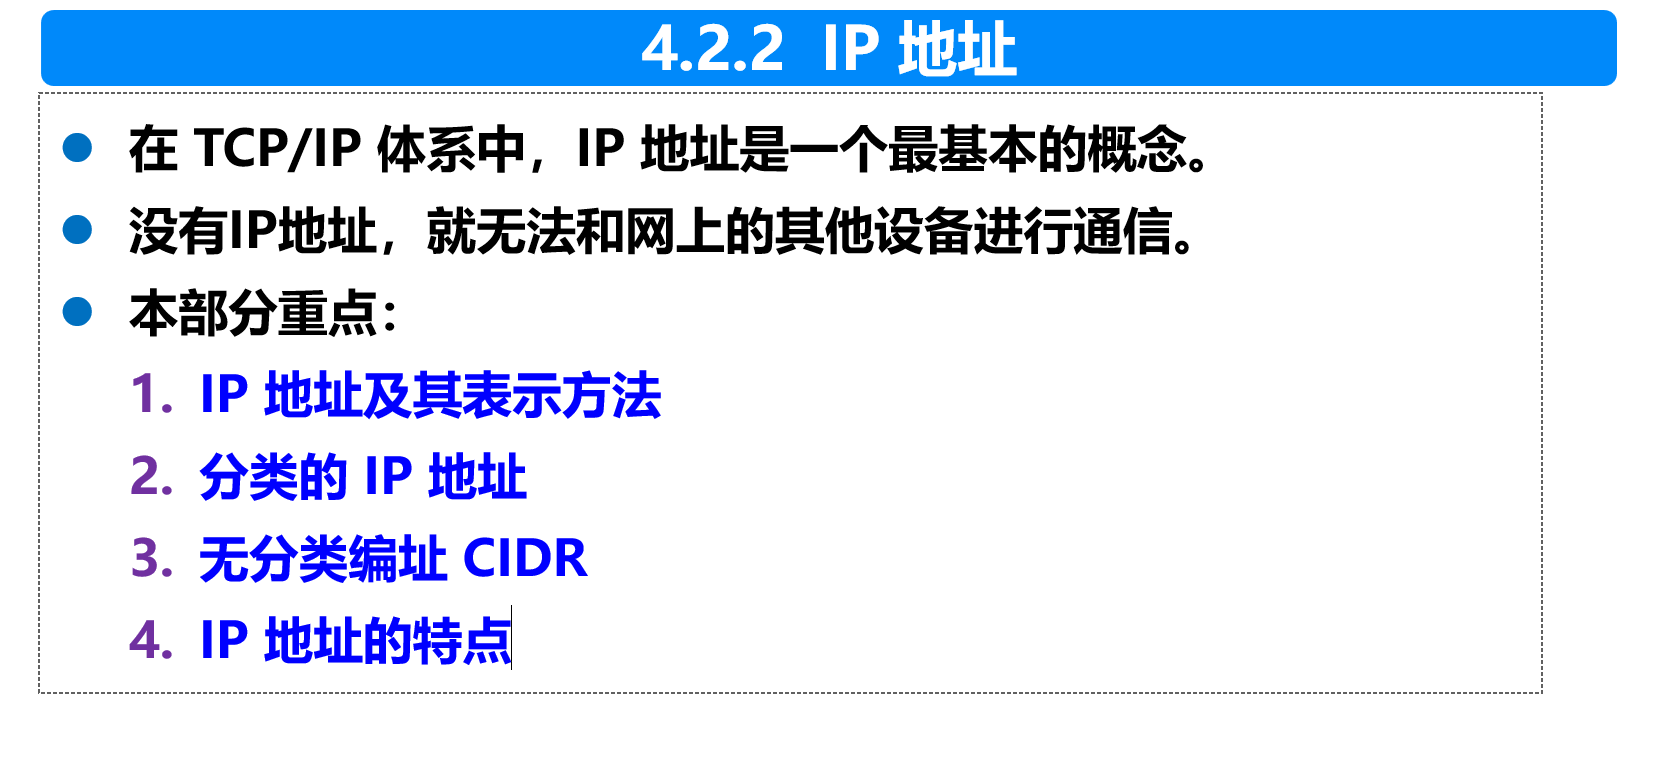 4.2.2 IP 地址
● 在 TCP/IP 体系中，IP 地址是一个最基本的概念。
● 没有IP地址，就无法和网上的其他设备进行通信。
● 本部分重点：
1. IP 地址及其表示方法
2. 分类的 IP 地址
3. 无分类编址 CIDR
4. IP 地址的特点